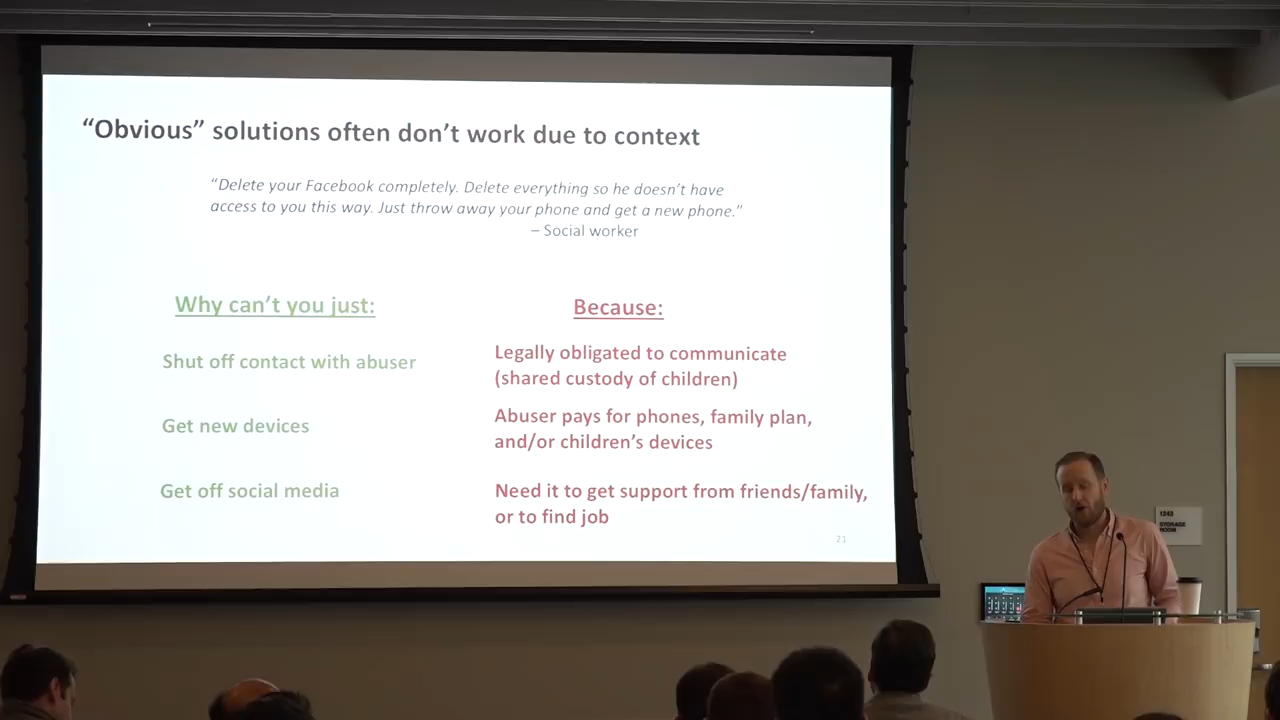 “Obvious” solutions often don’t work due to context
“Delete your Facebook completely. Delete everything so he doesn’t have
access to you this way. Just throw away your phone and get a new phone.”
– Social worker
Why can’t you just:
Because:
Shut off contact with abuser
Legally obligated to communicate
(shared custody of children)
Get new devices
Abuser pays for phones, family plan,
and/or children’s devices
Get off social media
Need it to get support from friends/family,
or to find job
21
1243
STORAGE
ROOM